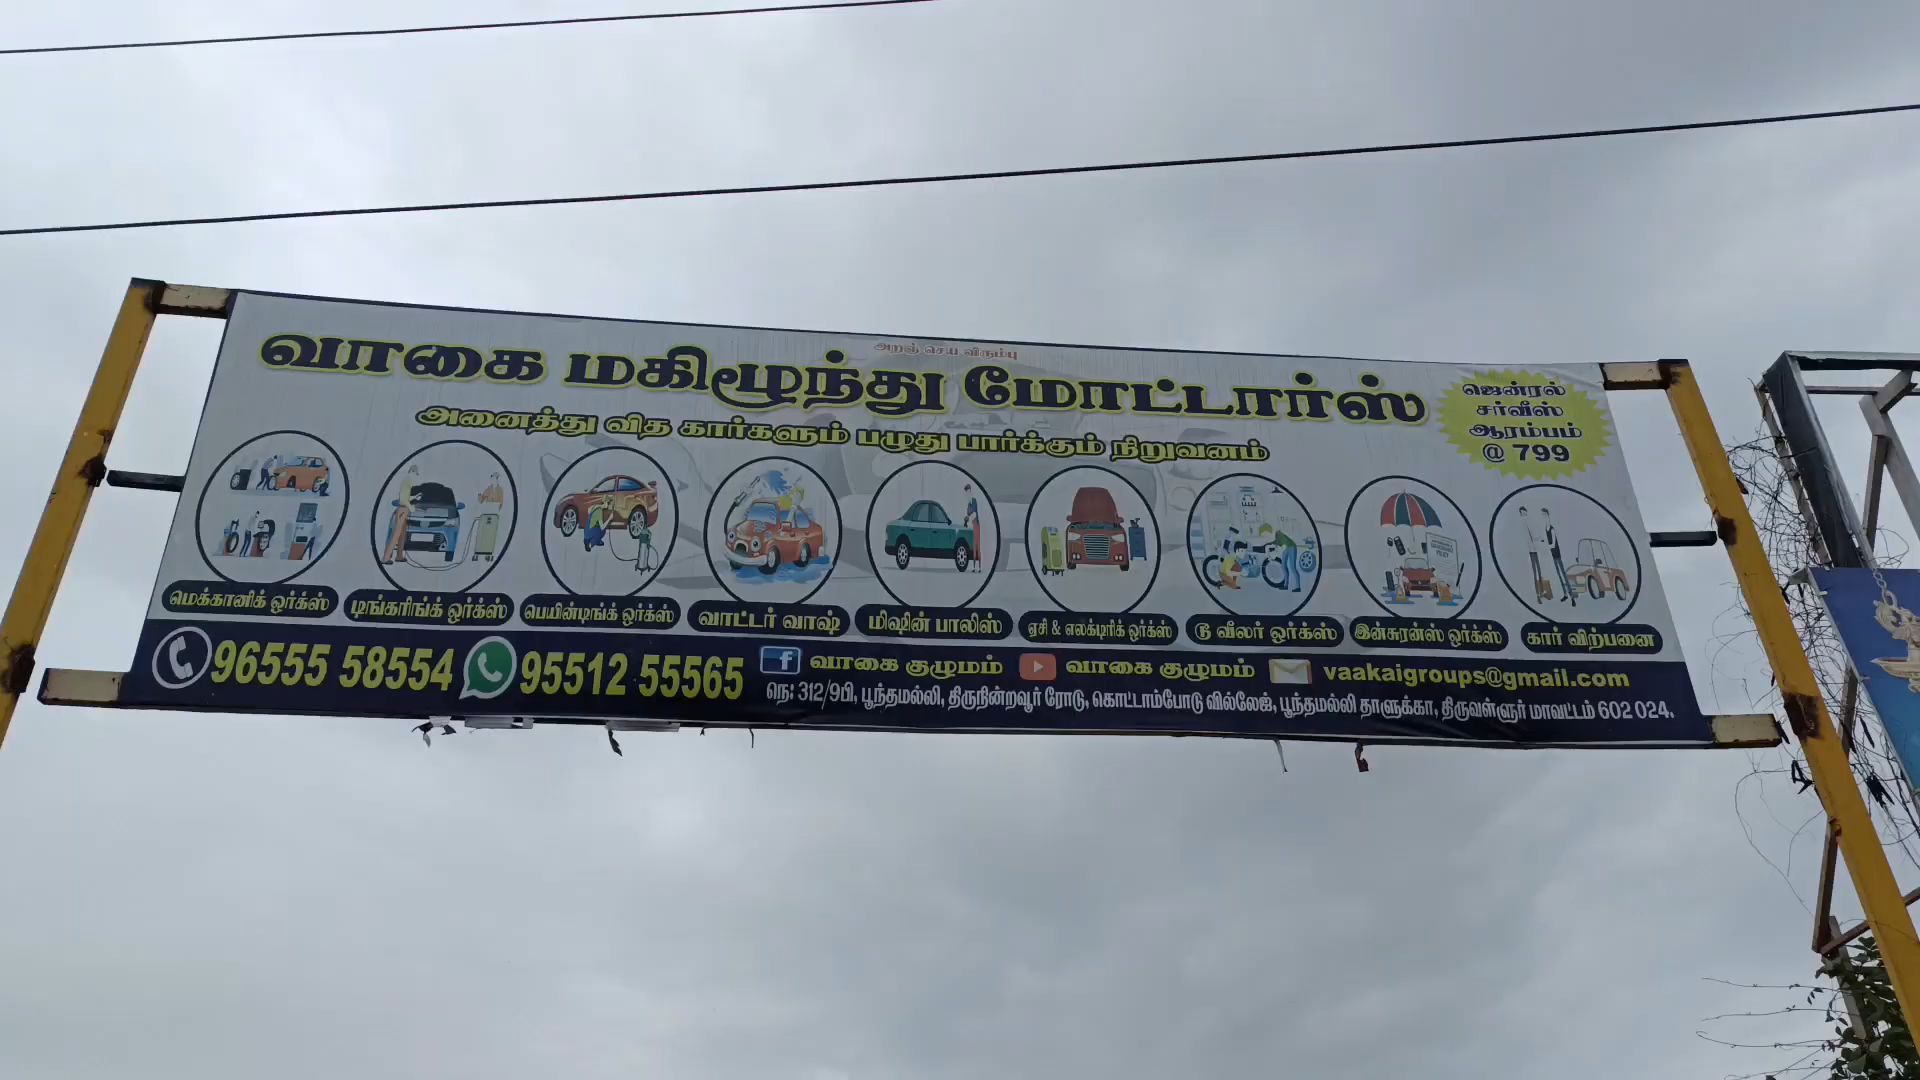 அறஞ் செய விரும்பு
வாகை மகிழுந்து மோட்டார்ஸ்
அனைத்து வித கார்களும் பழுது பார்க்கும் நிறுவனம்
ஜென்ரல்
சர்வீஸ்
ஆரம்பம்
@ 799
மெக்கானிக் ஒர்க்ஸ் டிங்கரிங்க் ஒர்க்ஸ் பெயின்டிங்க் ஒர்க்ஸ் வாட்டர் வாஷ் மிஷின் பாலிஸ் ஏசி & எலக்டிரிக் ஒர்க்ஸ் டூ வீலர் ஒர்க்ஸ் இன்சுரன்ஸ் ஒர்க்ஸ் கார் விற்பனை
96555 58554 95512 55565 வாகை குழுமம் வாகை குழுமம் vaakaigroups@gmail.com
நெ: 312/9பி, பூந்தமல்லி, திருநின்றவூர் ரோடு, கொட்டாம்போடு வில்லேஜ், பூந்தமல்லி தாளுக்கா, திருவள்ளுர் மாவட்டம் 602 024.